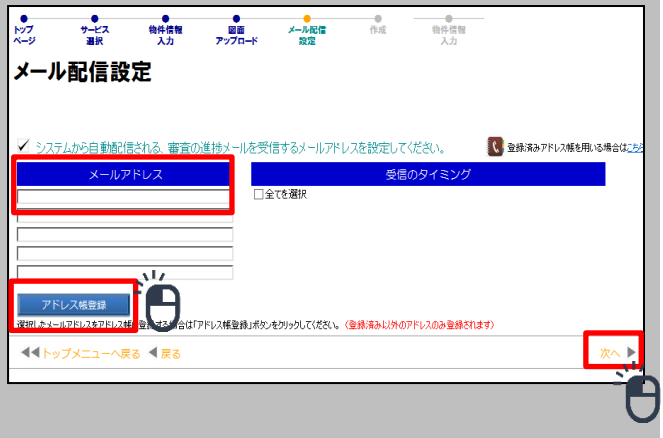 トップ
ページ
サービス
選択
物件情報
入力
図面
アップロード
メール配信
設定
作成
物件情報
入力
メール配信設定
システムから自動配信される、審査の進捗メールを受信するメールアドレスを設定してください。
登録済みアドレス帳を用いる場合はこちら
メールアドレス
受信のタイミング
全てを選択
アドレス帳登録
選択したメールアドレスをアドレス帳に登録する場合は「アドレス帳登録」ボタンをクリックしてください。（登録済み以外のアドレスのみ登録されます）
トップメニューへ戻る
戻る
次へ